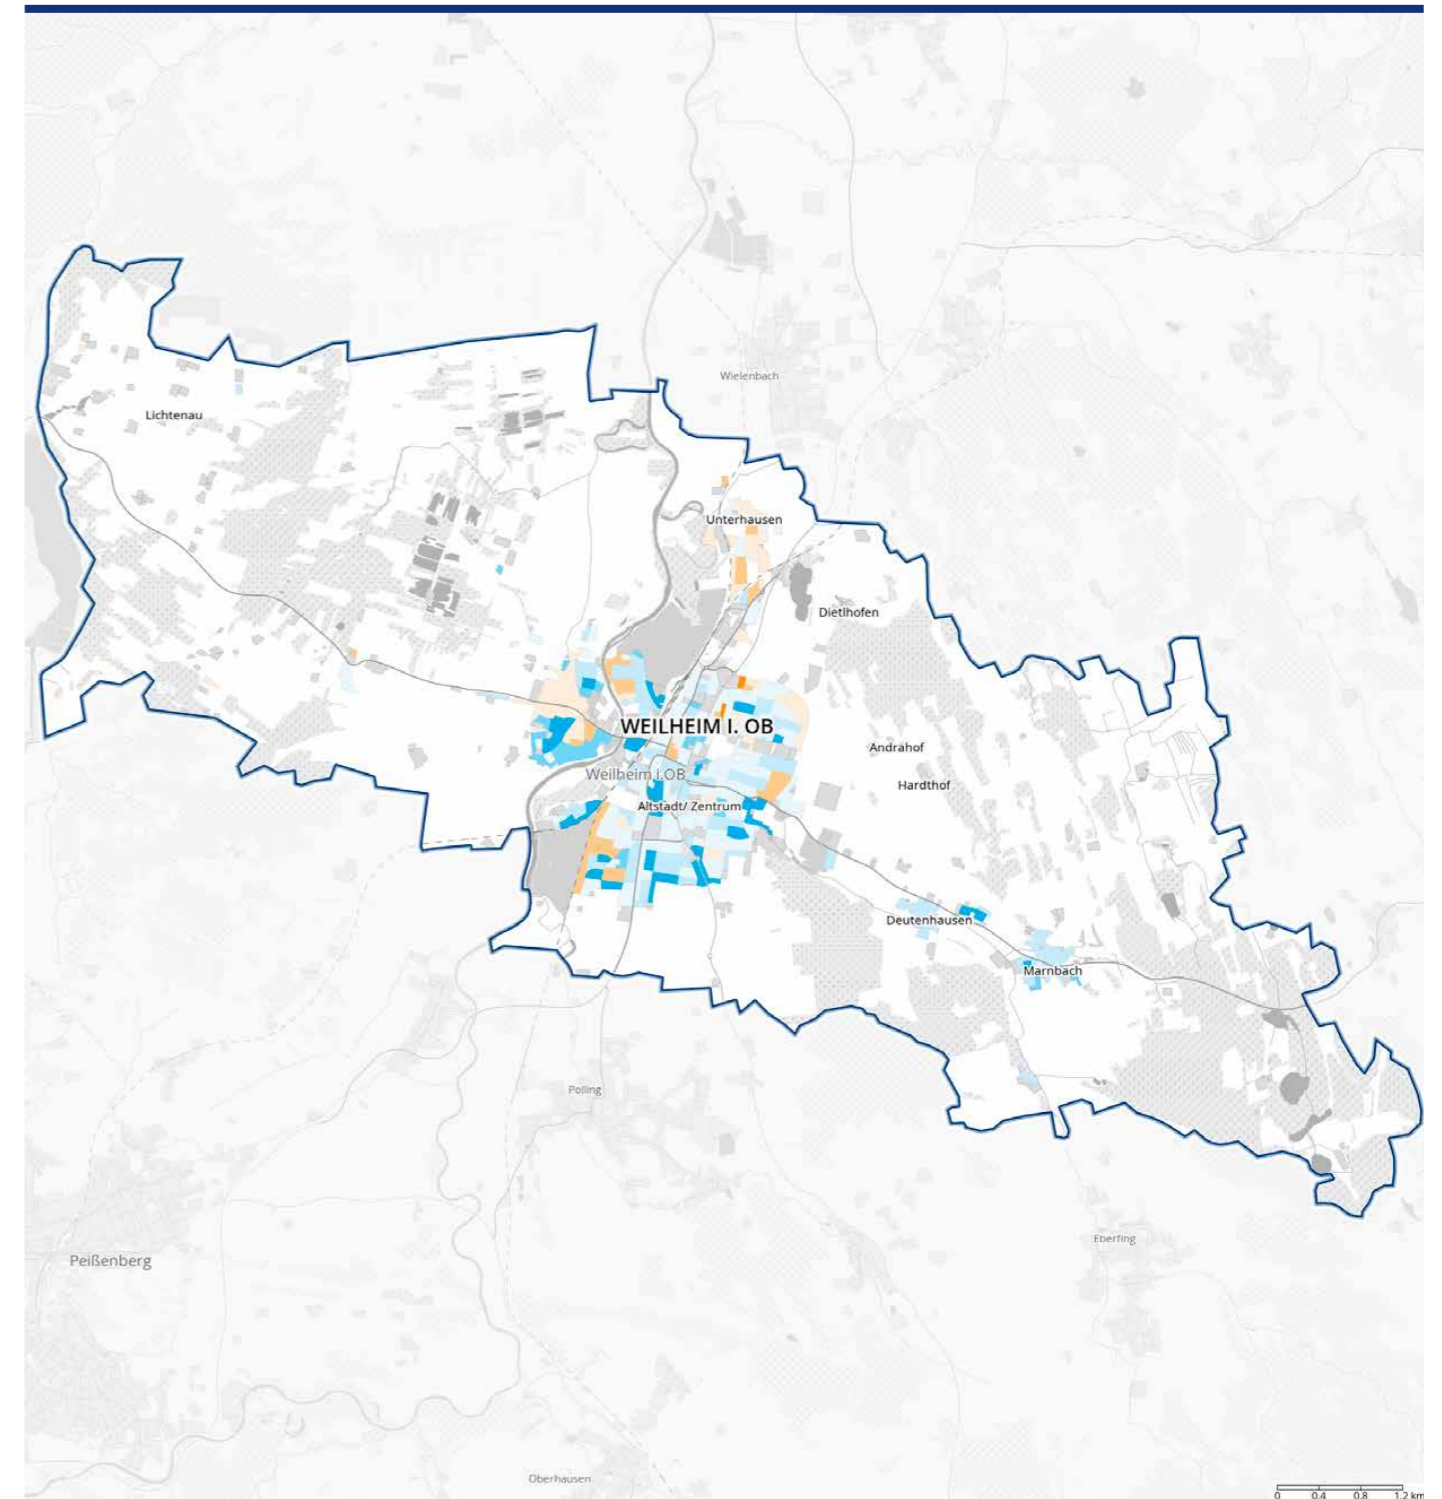 Wielenbach
Lichtenau
Unterhausen
Dietlhofen
WEILHEIM I. OB
Andrahof
Weilheim i.OB
Hardthof
Altstadt/ Zentrum
Deutenhausen
Marnbach
Polling
Eberfing
Peißenberg
Oberhausen
0 0.4 0.8 1.2 km